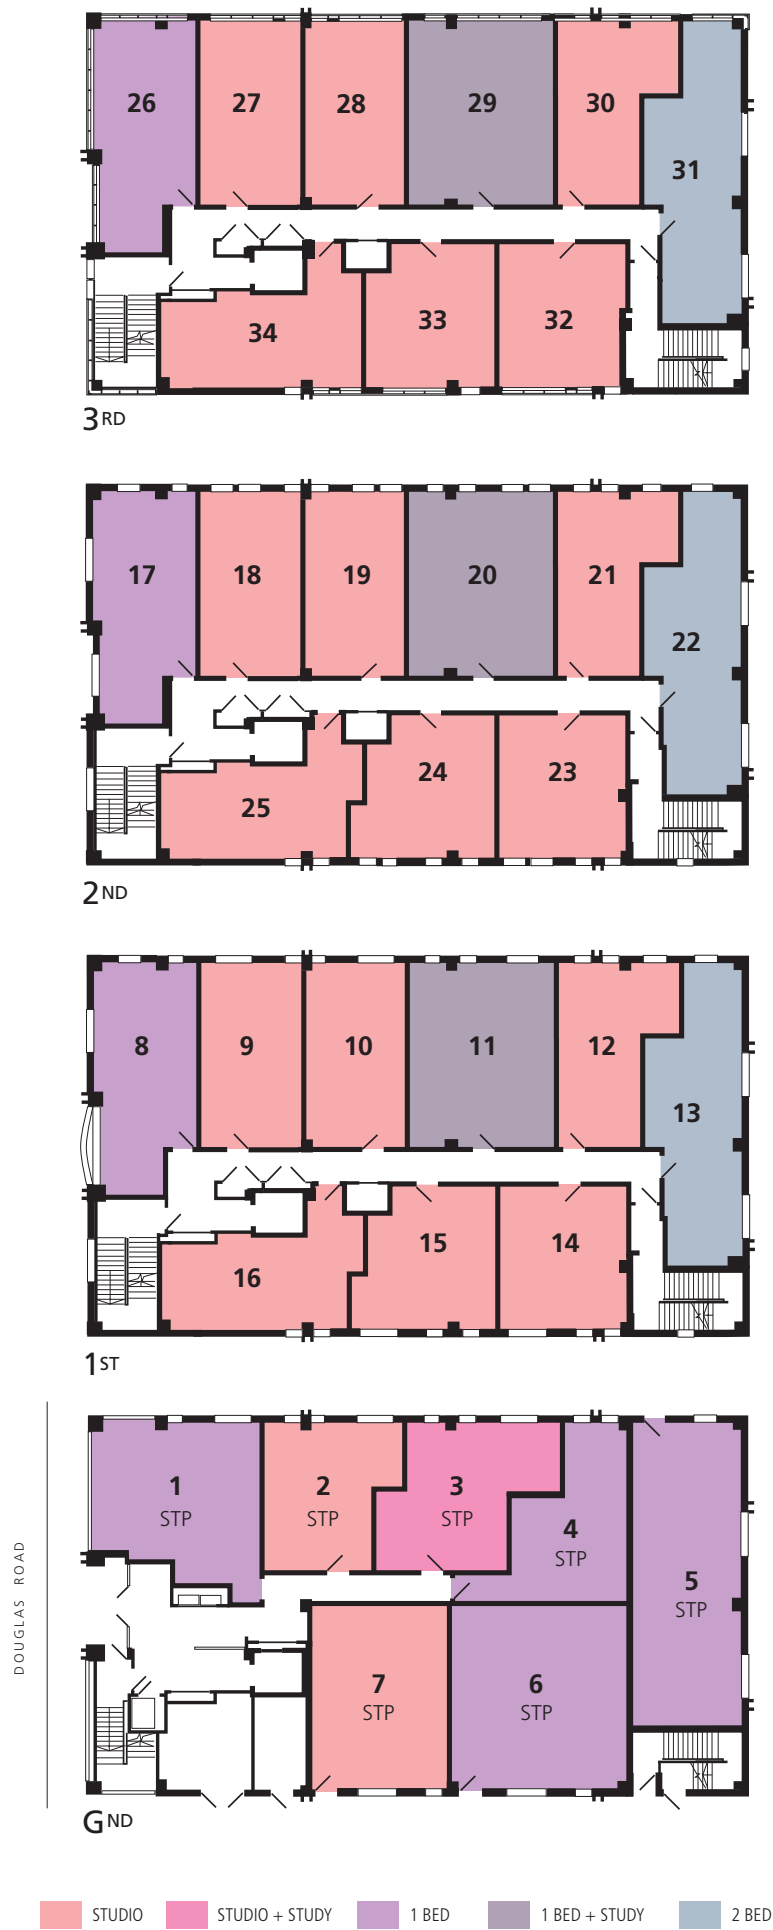 26
27
28
29
30
31
34
33
32
3RD
17
18
19
20
21
22
25
24
23
2ND
8
9
10
11
12
13
16
15
14
1ST
DOUGLAS ROAD
1
STP
2
STP
3
STP
4
STP
5
STP
7
STP
6
STP
GND
STUDIO
STUDIO + STUDY
1 BED
1 BED + STUDY
2 BED